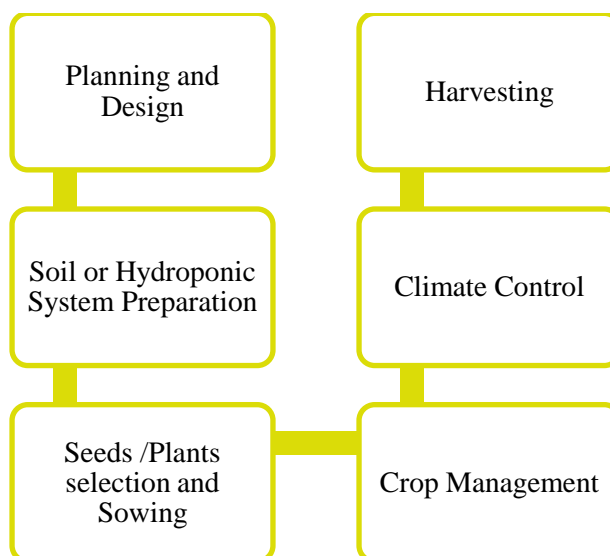 Planning and
Design
Soil or Hydroponic
System Preparation
Seeds /Plants
selection and
Sowing
Crop Management
Climate Control
Harvesting